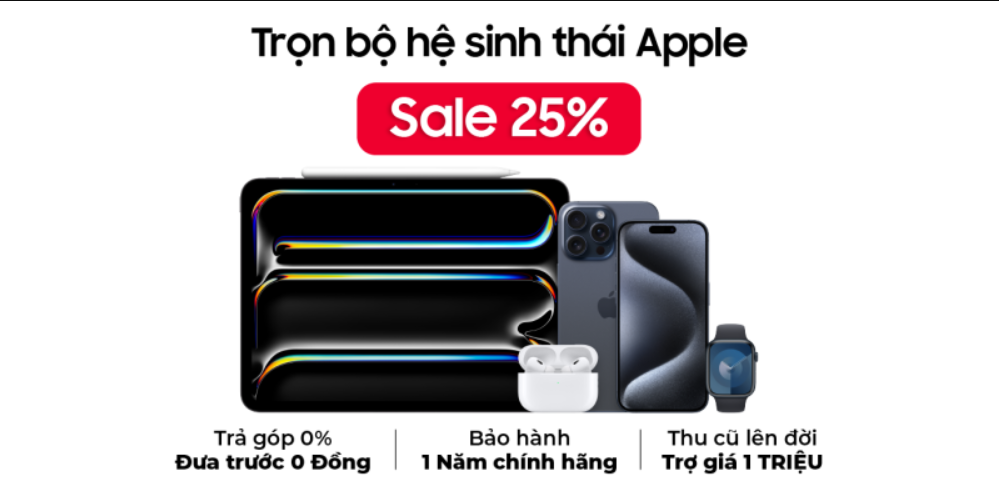 Trọn bộ hệ sinh thái Apple
Sale 25%
Trả góp 0%
Đưa trước 0 Đồng
Bảo hành
1 Năm chính hãng
Thu cũ lên đời
Trợ giá 1 TRIỆU